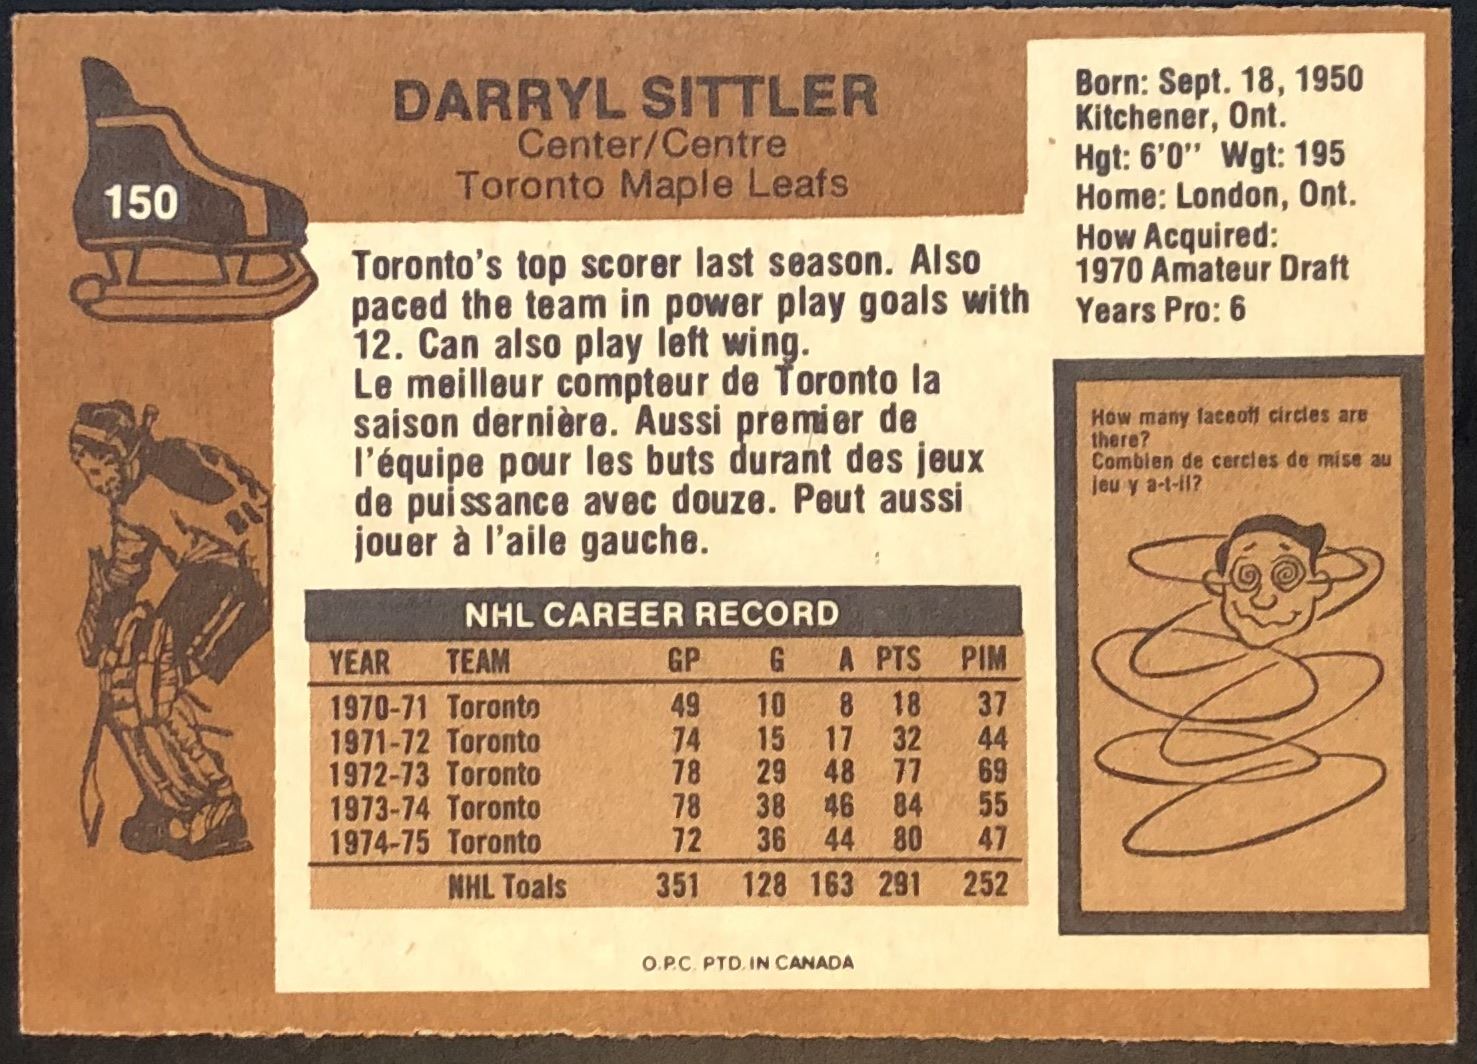 150
DARRYL SITTLER
Center/Centre
Toronto Maple Leafs
Born: Sept. 18, 1950
Kitchener, Ont.
Hgt: 6'0" Wgt: 195
Home: London, Ont.
How Acquired:
1970 Amateur Draft
Years Pro: 6
Toronto's top scorer last season. Also
paced the team in power play goals with
12. Can also play left wing.
Le meilleur compteur de Toronto la
saison dernière. Aussi premier de
l'équipe pour les buts durant des jeux
de puissance avec douze. Peut aussi
jouer à l'aile gauche.
How many faceoff circles are
there?
Combien de cercles de mise au
jeu y a-t-il?
NHL CAREER RECORD
YEAR TEAM GP G A PTS PIM
1970-71 Toronto 49 10 8 18 37
1971-72 Toronto 74 15 17 32 44
1972-73 Toronto 78 29 48 77 69
1973-74 Toronto 78 38 46 84 55
1974-75 Toronto 72 36 44 80 47
NHL Toals 351 128 163 291 252
O.P.C. PTD. IN CANADA